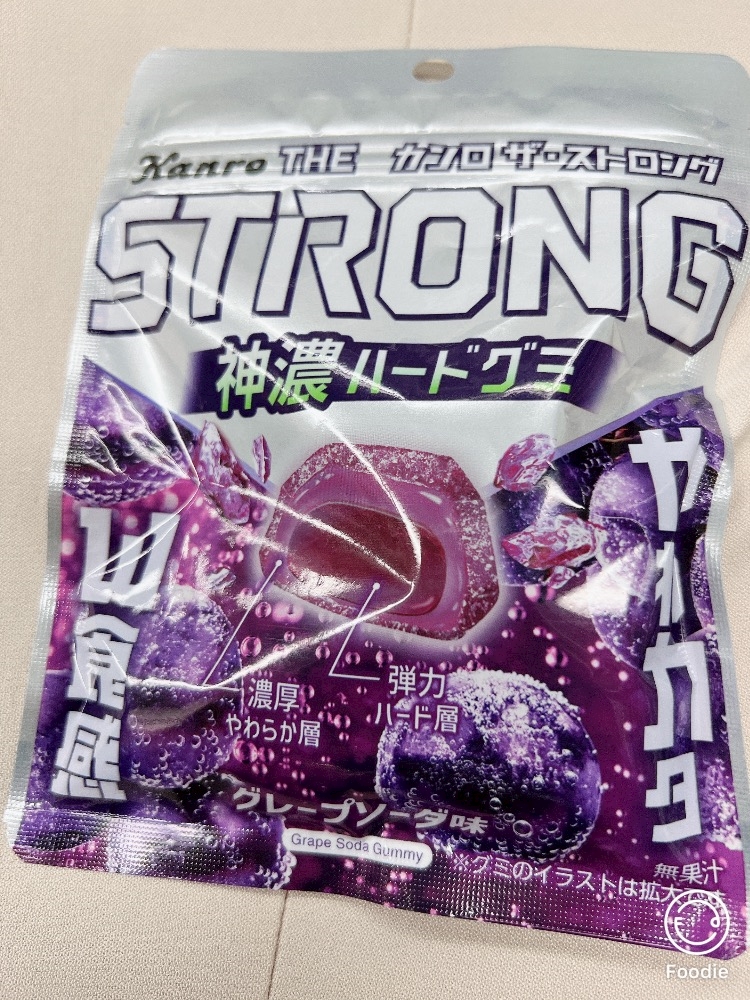 Kanro THE カンロ ザ・ストロング
STRONG
神濃ハードグミ
ヤワカタ
山食感
濃厚
やわらか層
弾力
ハード層
グレープソーダ味
Grape Soda Gummy
無果汁
※グミのイラストは拡大
Foodie